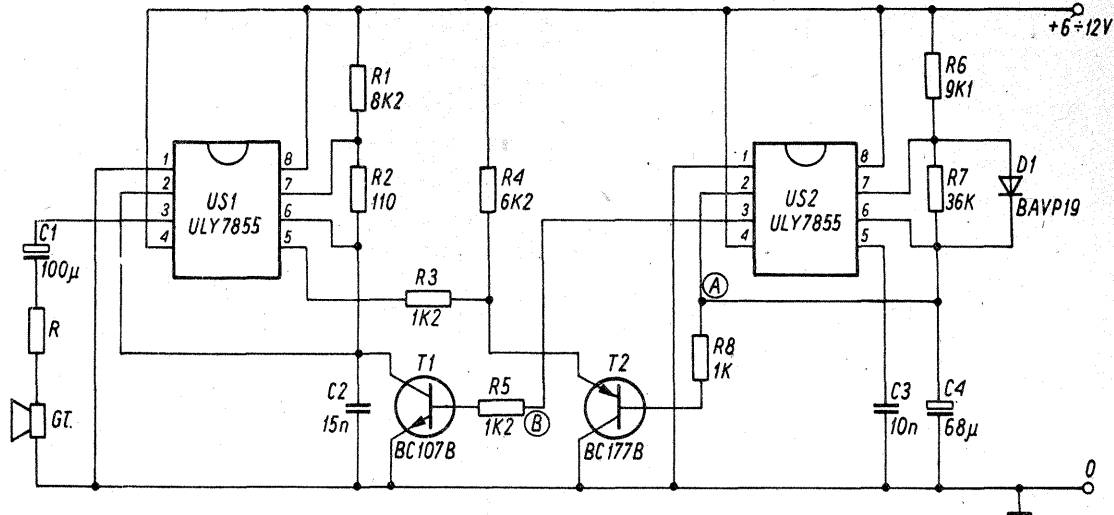 +6÷12V
R1
8K2
R6
9K1
1
2
3
4
US1
ULY7855
8
7
6
5
R2
110
R4
6K2
1
2
3
4
US2
ULY7855
8
7
6
5
R7
36K
D1
BAVP19
C1
100μ
R3
1K2
A
R
T1
R5
1K2
B
T2
R8
1K
C2
15n
C3
10n
C4
68μ
GŁ.
BC107B
BC177B
0